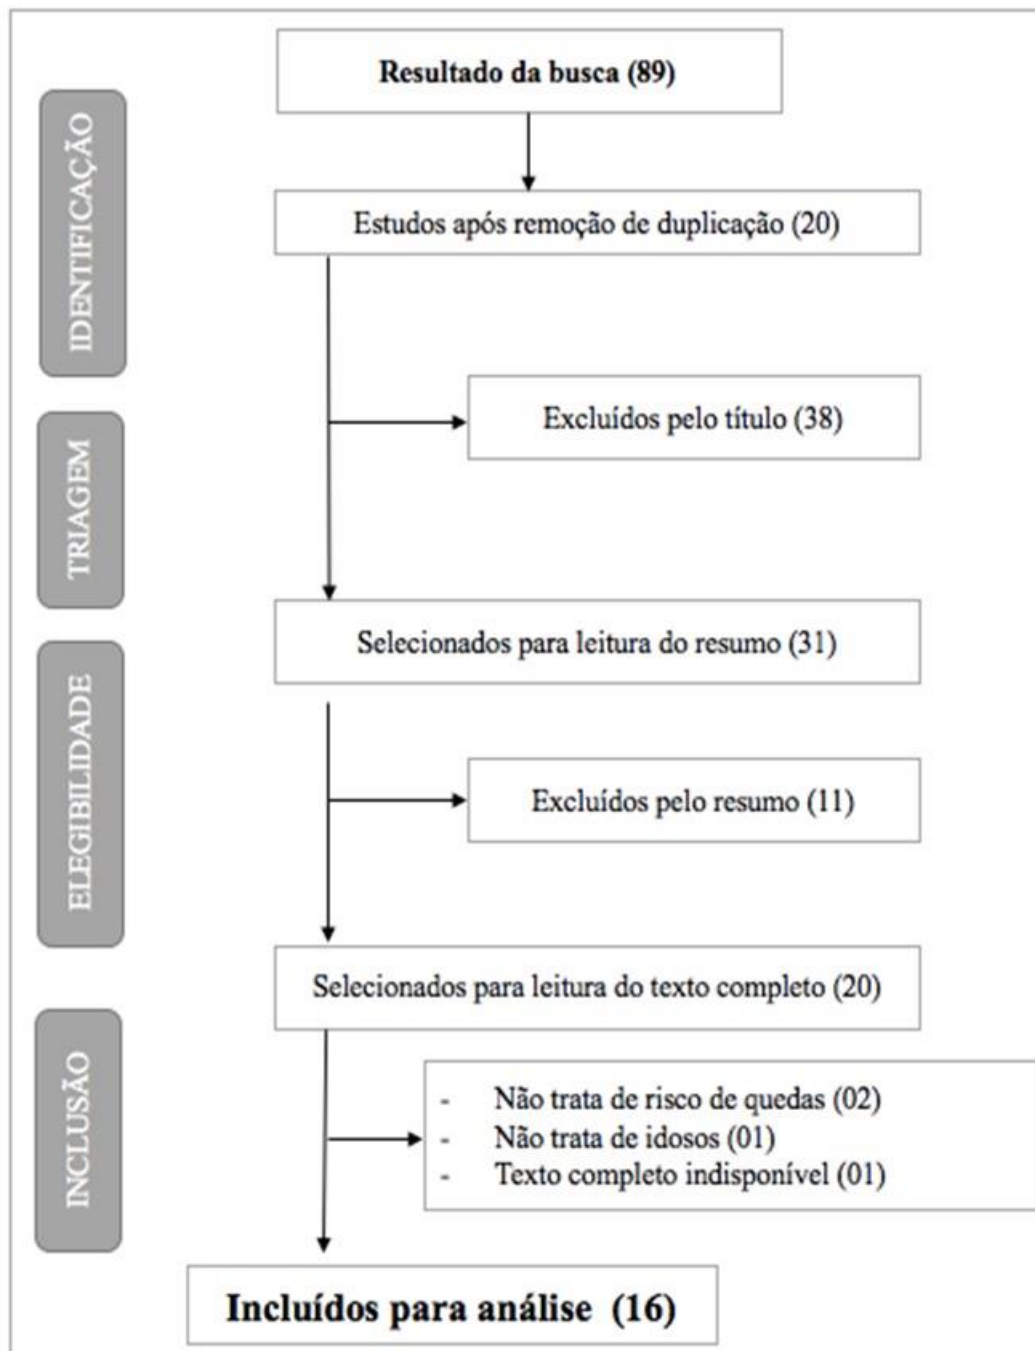 Resultado da busca (89)
IDENTIFICAÇÃO
Estudos após remoção de duplicação (20)
Excluídos pelo título (38)
TRIAGEM
Selecionados para leitura do resumo (31)
ELEGIBILIDADE
Excluídos pelo resumo (11)
Selecionados para leitura do texto completo (20)
INCLUSÃO
- Não trata de risco de quedas (02)
- Não trata de idosos (01)
- Texto completo indisponível (01)
Incluídos para análise (16)